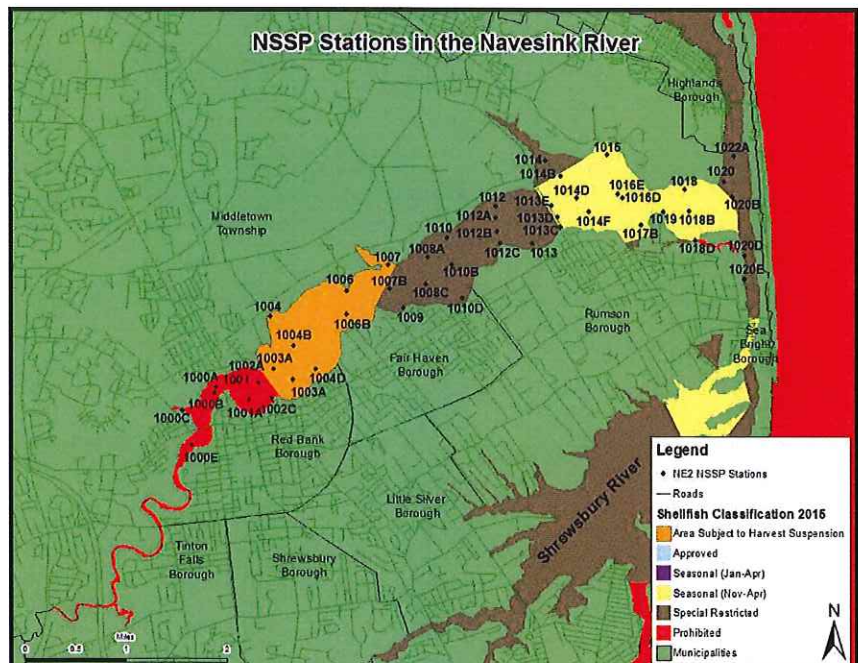 NSSP Stations in the Navesink River
Highlands
Borough
1022A
1015
1014
1020
1014B
1016E
1018
1014D
1016D
1020B
1012
1013E
Middletown
Township
1012A
1013D
1014F
1019
1018B
1010
1012B
1013C
1017B
1008A
1012C
1013
1018D
1020D
1007
1010B
1020E
1006
1007B
1008C
1010D
1004
1009
Rumson
Borough
1006B
Sea
Bright
Borough
1004B
Fair Haven
Borough
1003A
1002A
1004D
1000A
1001
1003A
1000B
1001A
1002C
1000C
Red Bank
Borough
1000E
Little Silver
Borough
Shrewsbury River
Tinton
Falls
Borough
Shrewsbury
Borough
Legend
NE2 NSSP Stations
Roads
Shellfish Classification 2015
Area Subject to Harvest Suspension
Approved
Seasonal (Jan-Apr)
Seasonal (Nov-Apr)
Special Restricted
Prohibited
Municipalities
N
Miles
0 0.5 1 2